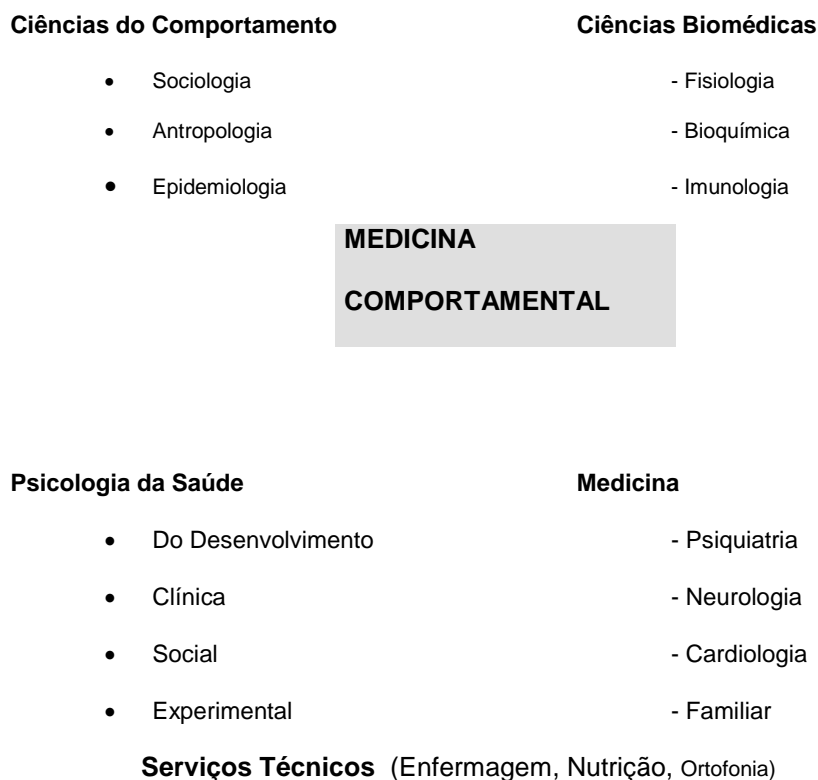 Ciências do Comportamento Ciências Biomédicas
• Sociologia - Fisiologia
• Antropologia - Bioquímica
• Epidemiologia - Imunologia
MEDICINA
COMPORTAMENTAL
Psicologia da Saúde Medicina
• Do Desenvolvimento - Psiquiatria
• Clínica - Neurologia
• Social - Cardiologia
• Experimental - Familiar
Serviços Técnicos (Enfermagem, Nutrição, Ortofonia)